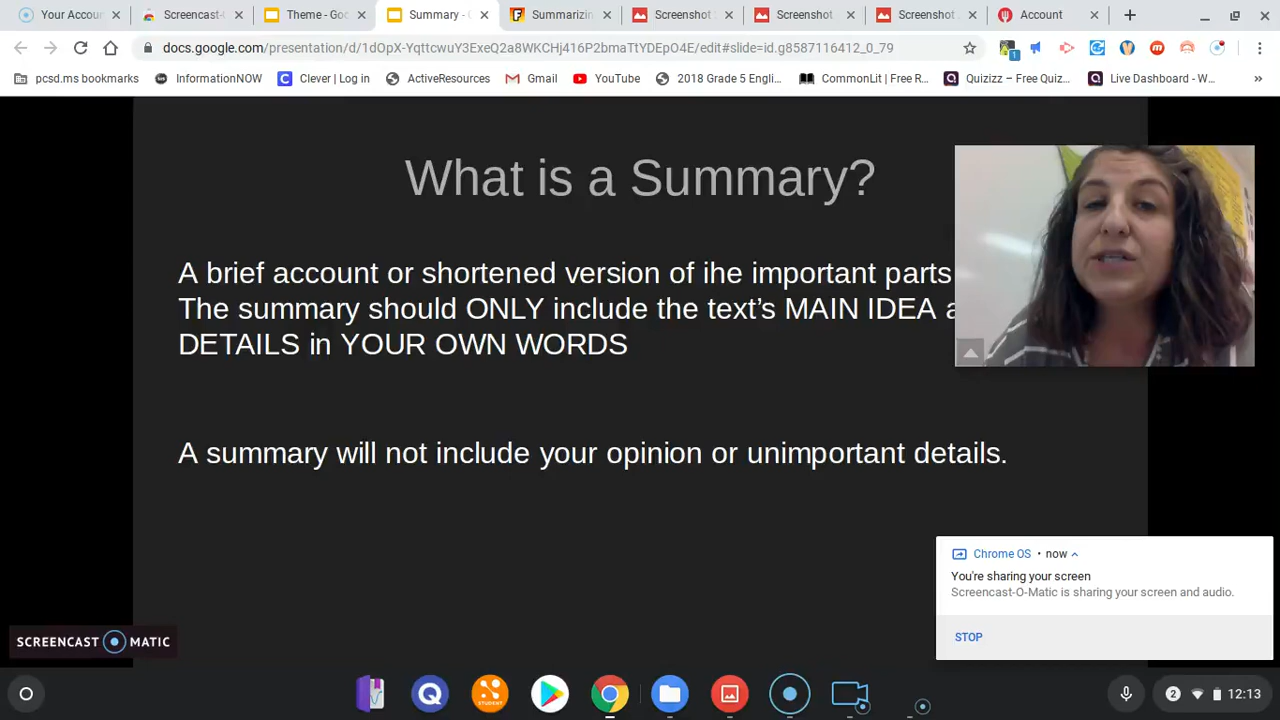 Your Accoun
Screencast-O
Theme - Goo
Summary - G
Summarizin
Screenshot
Screenshot
Screenshot
Account
docs.google.com/presentation/d/1dOpX-YqttcwuY3ExeQ2a8WKCHj416P2bmaTtYDEpO4E/edit#slide=id.g8587116412_0_79
pcsd.ms bookmarks
InformationNOW
Clever | Log in
ActiveResources
Gmail
YouTube
2018 Grade 5 Engli...
CommonLit | Free R...
Quizizz – Free Quiz...
Live Dashboard - W...
What is a Summary?
A brief account or shortened version of ihe important parts
The summary should ONLY include the text's MAIN IDEA a
DETAILS in YOUR OWN WORDS
A summary will not include your opinion or unimportant details.
Chrome OS • now
You're sharing your screen
Screencast-O-Matic is sharing your screen and audio.
STOP
SCREENCAST MATIC
STUDENT
2 12:13